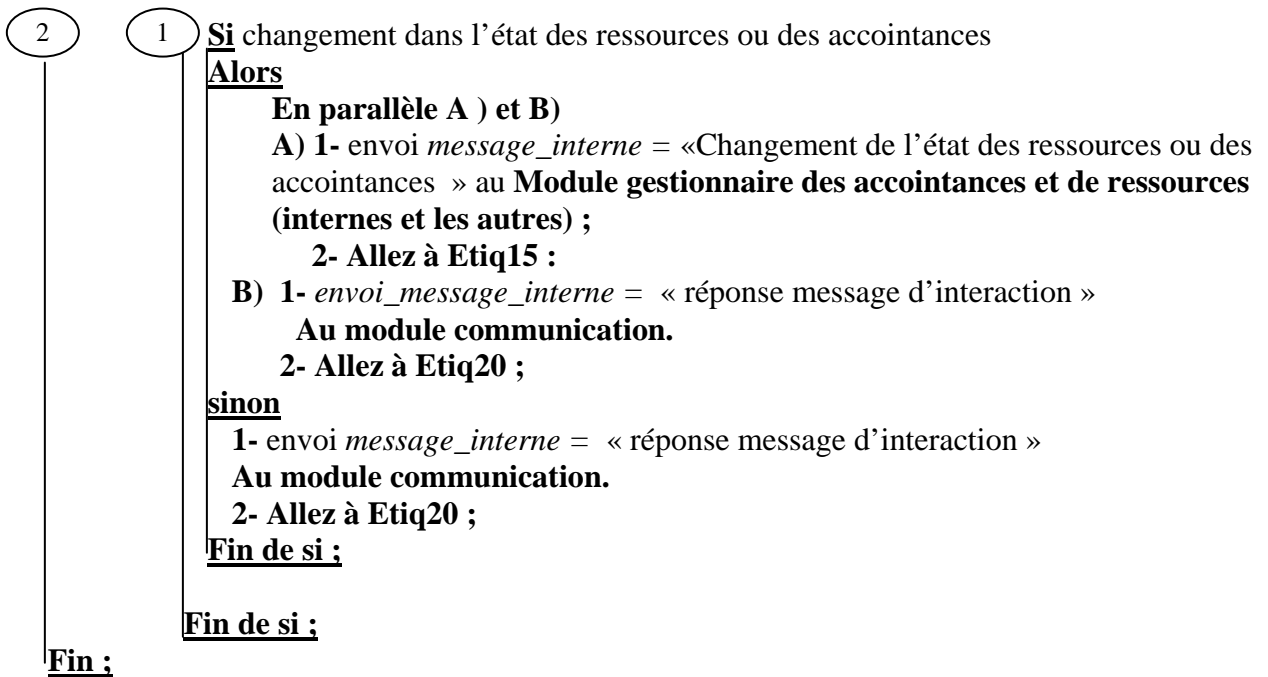 2 1 Si changement dans l’état des ressources ou des accointances
Alors
En parallèle A ) et B)
A) 1- envoi message_interne = «Changement de l’état des ressources ou des
accointances » au Module gestionnaire des accointances et de ressources
(internes et les autres) ;
2- Allez à Etiq15 :
B) 1- envoi_message_interne = « réponse message d’interaction »
Au module communication.
2- Allez à Etiq20 ;
sinon
1- envoi message_interne = « réponse message d’interaction »
Au module communication.
2- Allez à Etiq20 ;
Fin de si ;
Fin de si ;
Fin ;